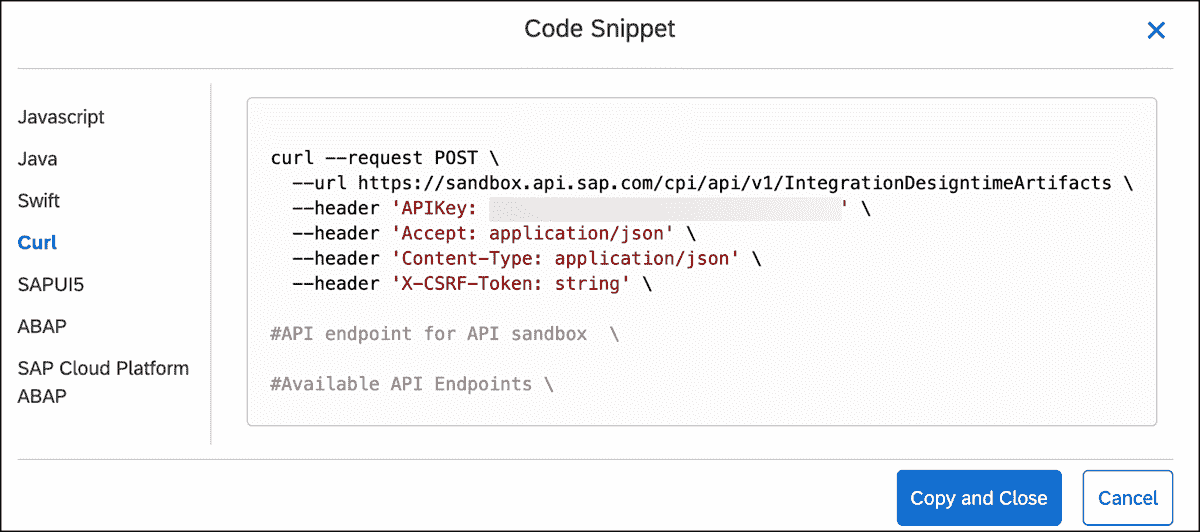 Code Snippet
Javascript
Java
Swift
Curl
SAPUI5
ABAP
SAP Cloud Platform
ABAP
curl --request POST \
--url https://sandbox.api.sap.com/cpi/api/v1/IntegrationDesigntimeArtifacts \
--header 'APIKey: ' \
--header 'Accept: application/json' \
--header 'Content-Type: application/json' \
--header 'X-CSRF-Token: string' \
#API endpoint for API sandbox  \
#Available API Endpoints \
Copy and Close
Cancel